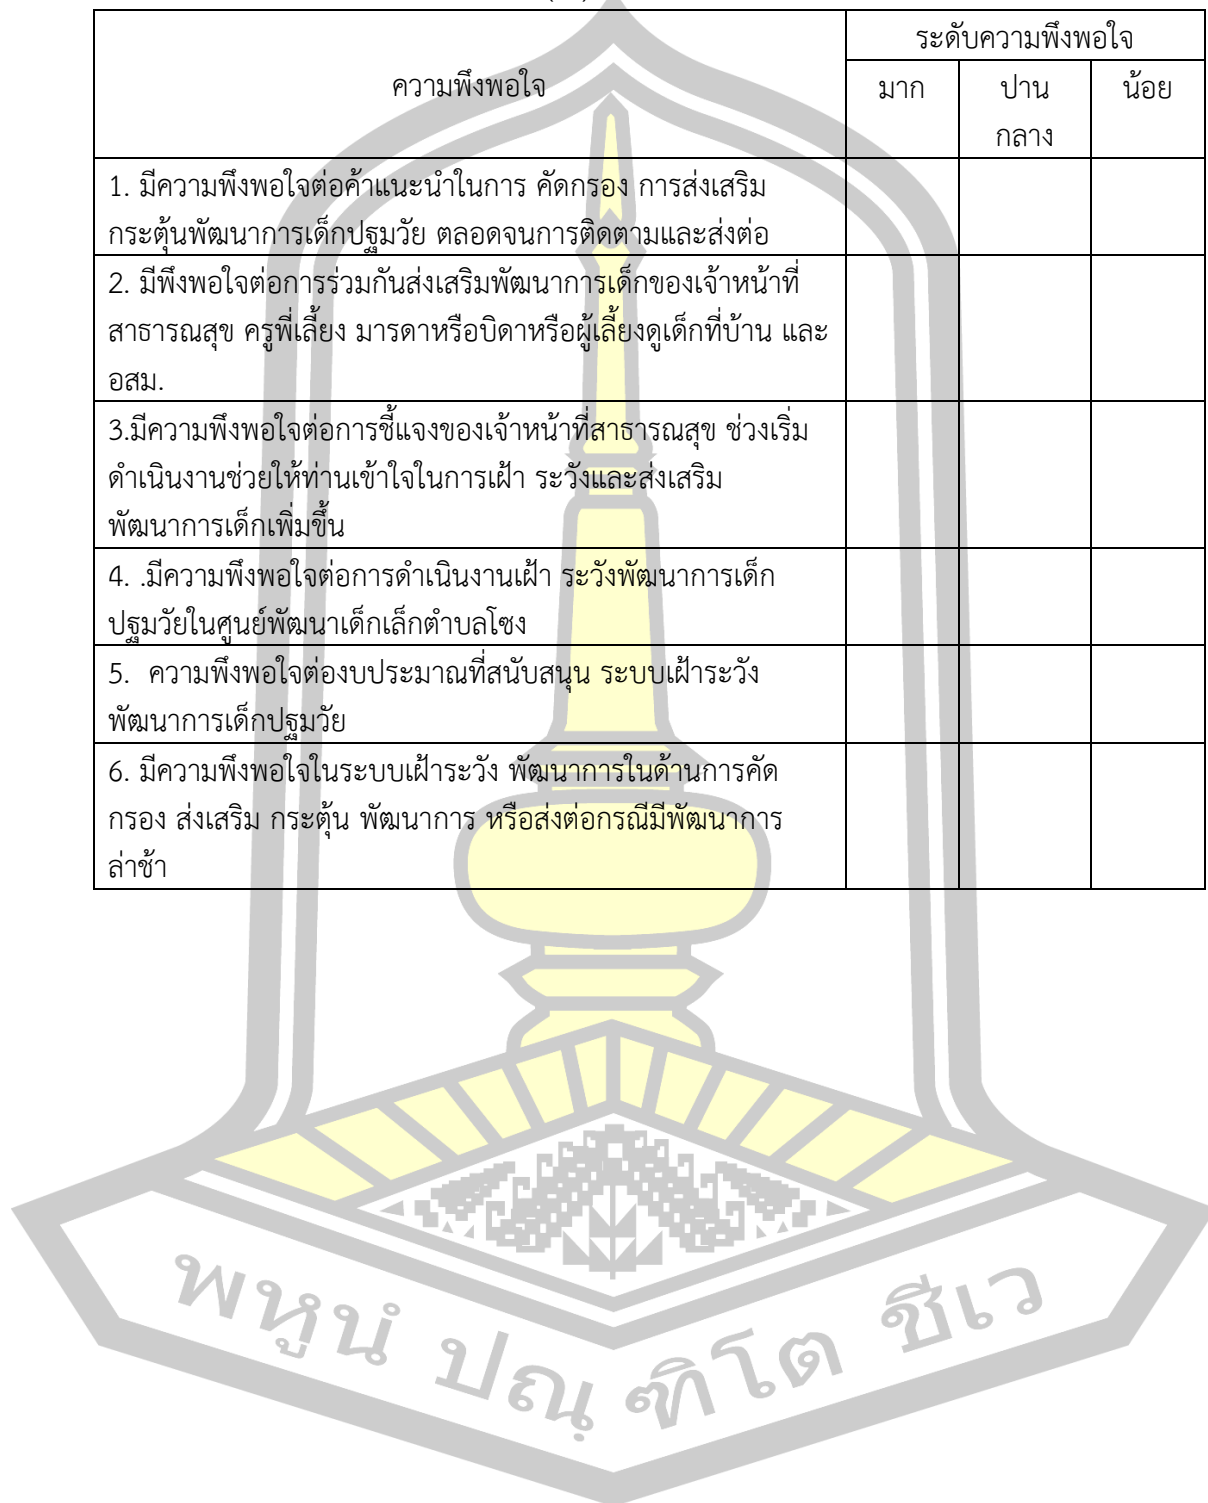 ระดับความพึงพอใจ
ความพึงพอใจ
มาก
ปาน
กลาง
น้อย
1. มีความพึงพอใจต่อค้าแนะนำในการ คัดกรอง การส่งเสริม
กระตุ้นพัฒนาการเด็กปฐมวัย ตลอดจนการติดตามและส่งต่อ
2. มีพึงพอใจต่อการร่วมกันส่งเสริมพัฒนาการเด็กของเจ้าหน้าที่
สาธารณสุข ครูพี่เลี้ยง มารดาหรือบิดาหรือผู้เลี้ยงดูเด็กที่บ้าน และ
อสม.
3.มีความพึงพอใจต่อการชี้แจงของเจ้าหน้าที่สาธารณสุข ช่วงเริ่ม
ดำเนินงานช่วยให้ท่านเข้าใจในการเฝ้า ระวังและส่งเสริม
พัฒนาการเด็กเพิ่มขึ้น
4. .มีความพึงพอใจต่อการดำเนินงานเฝ้า ระวังพัฒนาการเด็ก
ปฐมวัยในศูนย์พัฒนาเด็กเล็กตำบลโซง
5. ความพึงพอใจต่องบประมาณที่สนับสนุน ระบบเฝ้าระวัง
พัฒนาการเด็กปฐมวัย
6. มีความพึงพอใจในระบบเฝ้าระวัง พัฒนาการในด้านการคัด
กรอง ส่งเสริม กระตุ้น พัฒนาการ หรือส่งต่อกรณีมีพัฒนาการ
ล่าช้า
พหูนํ ปณฺฑิโต ชีเว